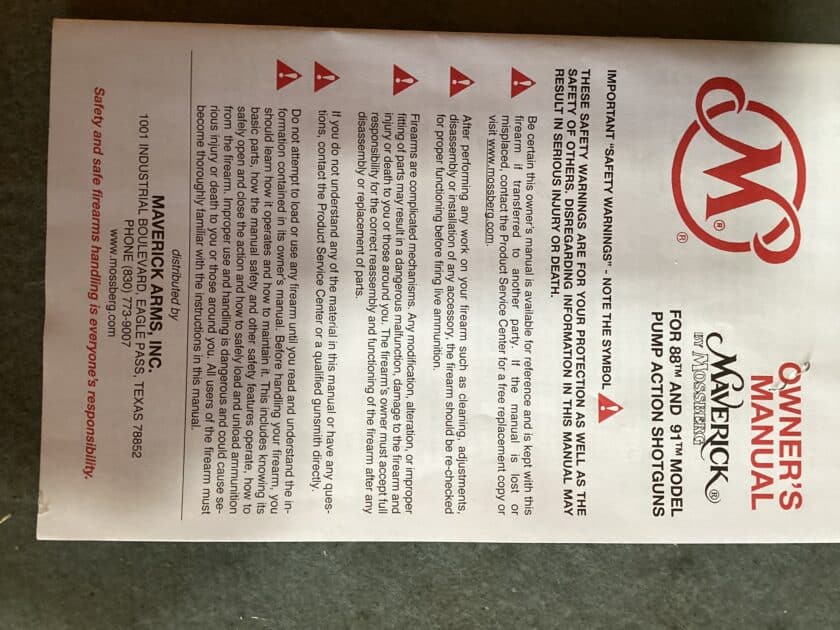 M®
®
OWNER'S
MANUAL
MAVERICK®
BY MOSSBERG
FOR 88™ AND 91™ MODEL
PUMP ACTION SHOTGUNS
IMPORTANT "SAFETY WARNINGS" - NOTE THE SYMBOL
THESE SAFETY WARNINGS ARE FOR YOUR PROTECTION AS WELL AS THE
SAFETY OF OTHERS, DISREGARDING INFORMATION IN THIS MANUAL MAY
RESULT IN SERIOUS INJURY OR DEATH.
Be certain this owner's manual is available for reference and is kept with this
firearm if transferred to another party. If the manual is lost or
misplaced, contact the Product Service Center for a free replacement copy or
visit www.mossberg.com.
After performing any work on your firearm such as cleaning, adjustments,
disassembly or installation of any accessory, the firearm should be re-checked
for proper functioning before firing live ammunition.
Firearms are complicated mechanisms. Any modification, alteration, or improper
fitting of parts may result in a dangerous malfunction, damage to the firearm and
injury or death to you or those around you. The firearm's owner must accept full
responsibility for the correct reassembly and functioning of the firearm after any
disassembly or replacement of parts.
If you do not understand any of the material in this manual or have any ques-
tions, contact the Product Service Center or a qualified gunsmith directly.
Do not attempt to load or use any firearm until you read and understand the in-
formation contained in its owner's manual. Before handling your firearm, you
should learn how it operates and how to maintain it. This includes knowing its
basic parts, how the manual safety and other safety features operate, how to
safely open and close the action and how to safely load and unload ammunition
from the firearm. Improper use and handling is dangerous and could cause se-
rious injury or death to you or those around you. All users of the firearm must
become thoroughly familiar with the instructions in this manual.
distributed by
MAVERICK ARMS, INC.
1001 INDUSTRIAL BOULEVARD, EAGLE PASS, TEXAS 78852
PHONE (830) 773-9007
www.mossberg.com
Safety and safe firearms handling is everyone's responsibility.